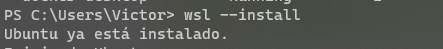 PS C:\Users\Victor> wsl --install
Ubuntu ya está instalado.